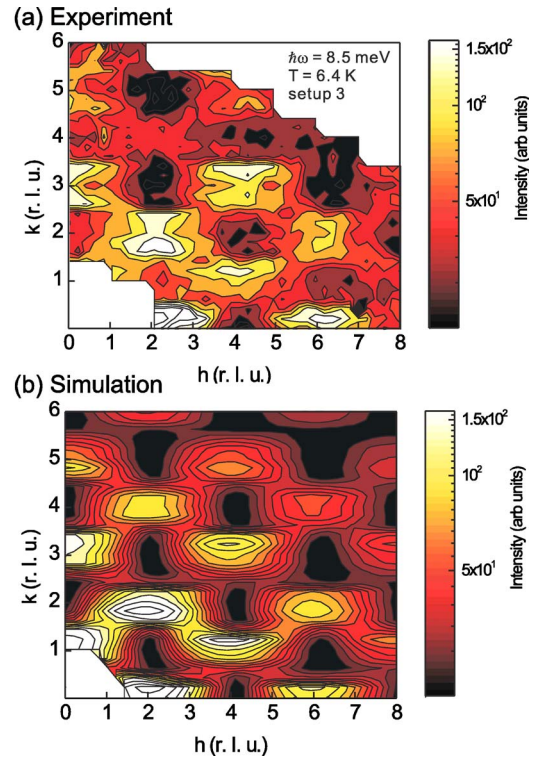 (a) Experiment
ħω = 8.5 meV
T = 6.4 K
setup 3
6
5
4
3
2
1
k (r. l. u.)
0 1 2 3 4 5 6 7 8
h (r. l. u.)
1.5x10²
10²
5x10¹
Intensity (arb units)
(b) Simulation
6
5
4
3
2
1
k (r. l. u.)
0 1 2 3 4 5 6 7 8
h (r. l. u.)
1.5x10²
10²
5x10¹
Intensity (arb units)